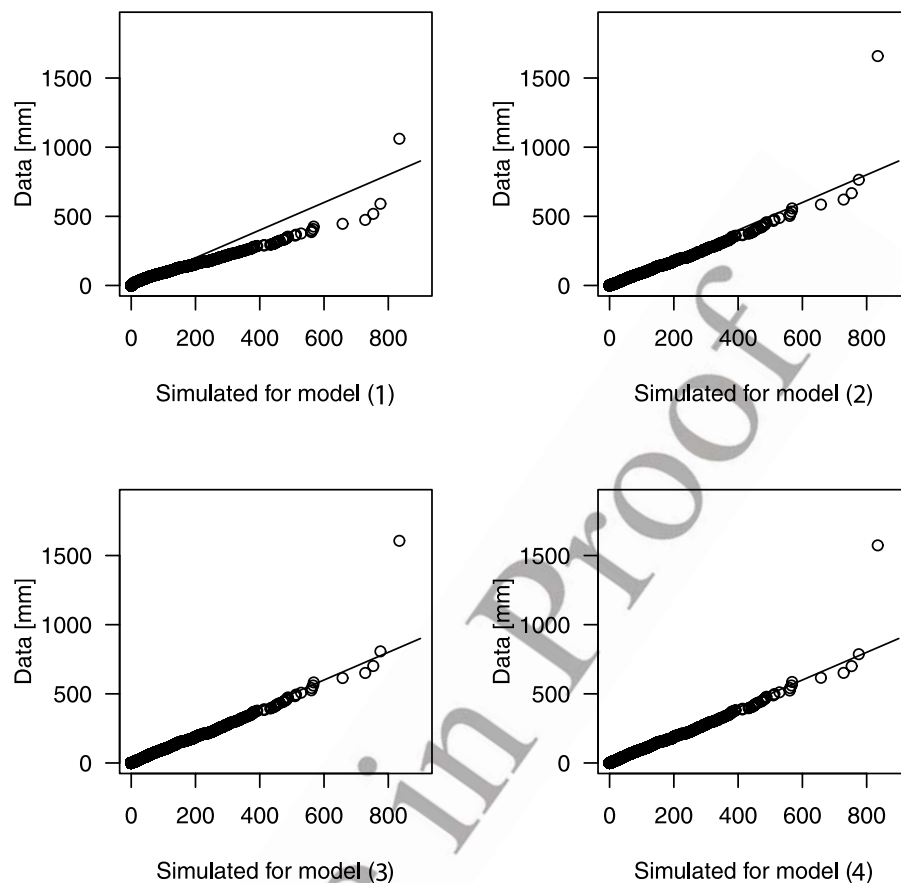 Data [mm]
1500
1000
500
0
0 200 400 600 800
Simulated for model (1)
Data [mm]
1500
1000
500
0
0 200 400 600 800
Simulated for model (2)
Data [mm]
1500
1000
500
0
0 200 400 600 800
Simulated for model (3)
Data [mm]
1500
1000
500
0
0 200 400 600 800
Simulated for model (4)
in Proof